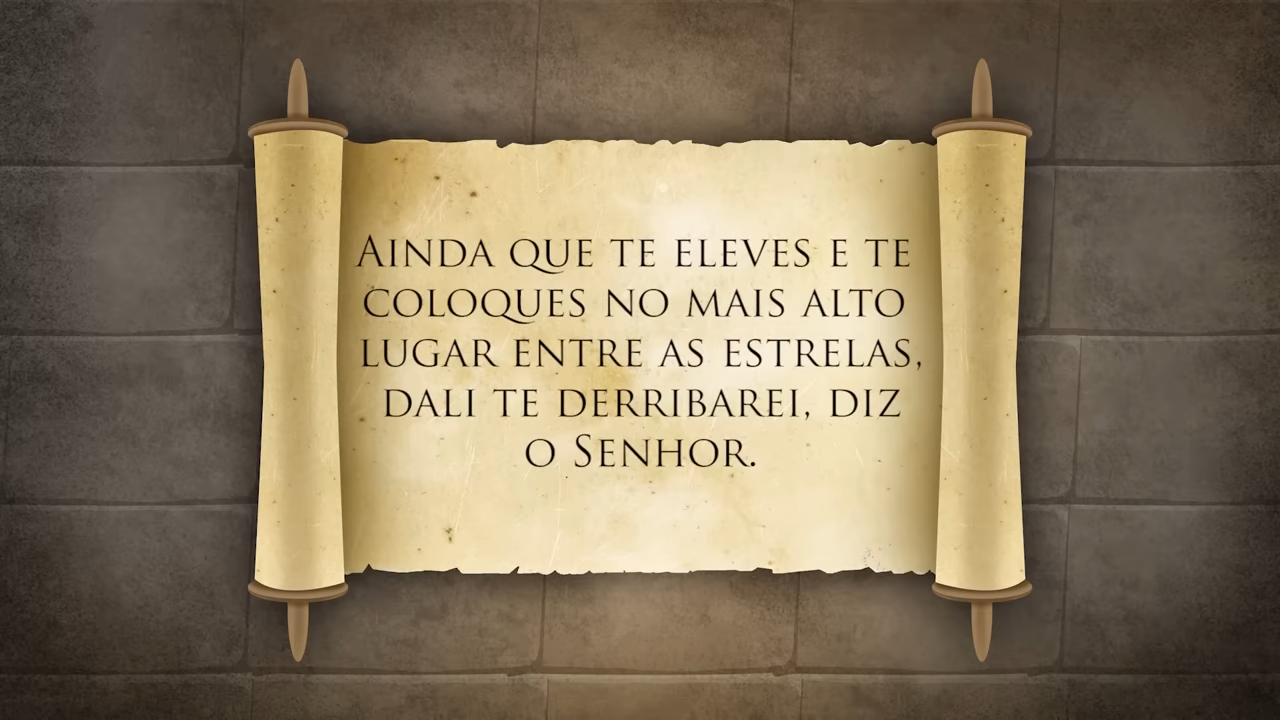 Ainda que te eleves e te
coloques no mais alto
lugar entre as estrelas,
dali te derribarei, diz
o Senhor.